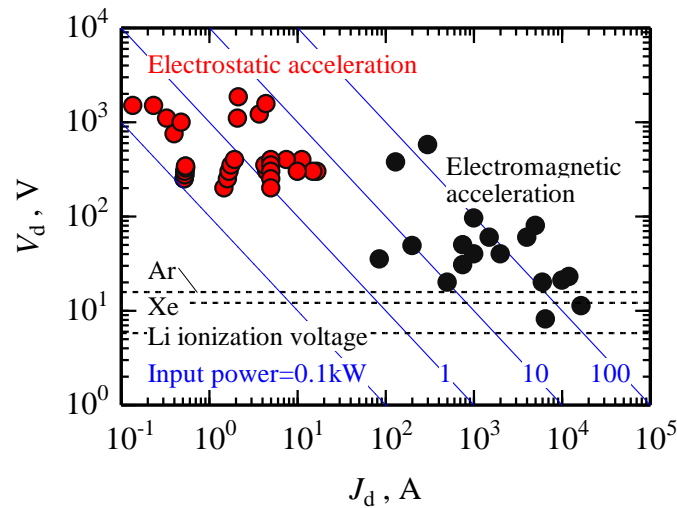 10^4
10^3
10^2
10^1
10^0
V_d , V
Electrostatic acceleration
Electromagnetic
acceleration
Ar
Xe
Li ionization voltage
Input power=0.1kW
1
10
100
10^-1
10^0
10^1
10^2
10^3
10^4
10^5
J_d , A